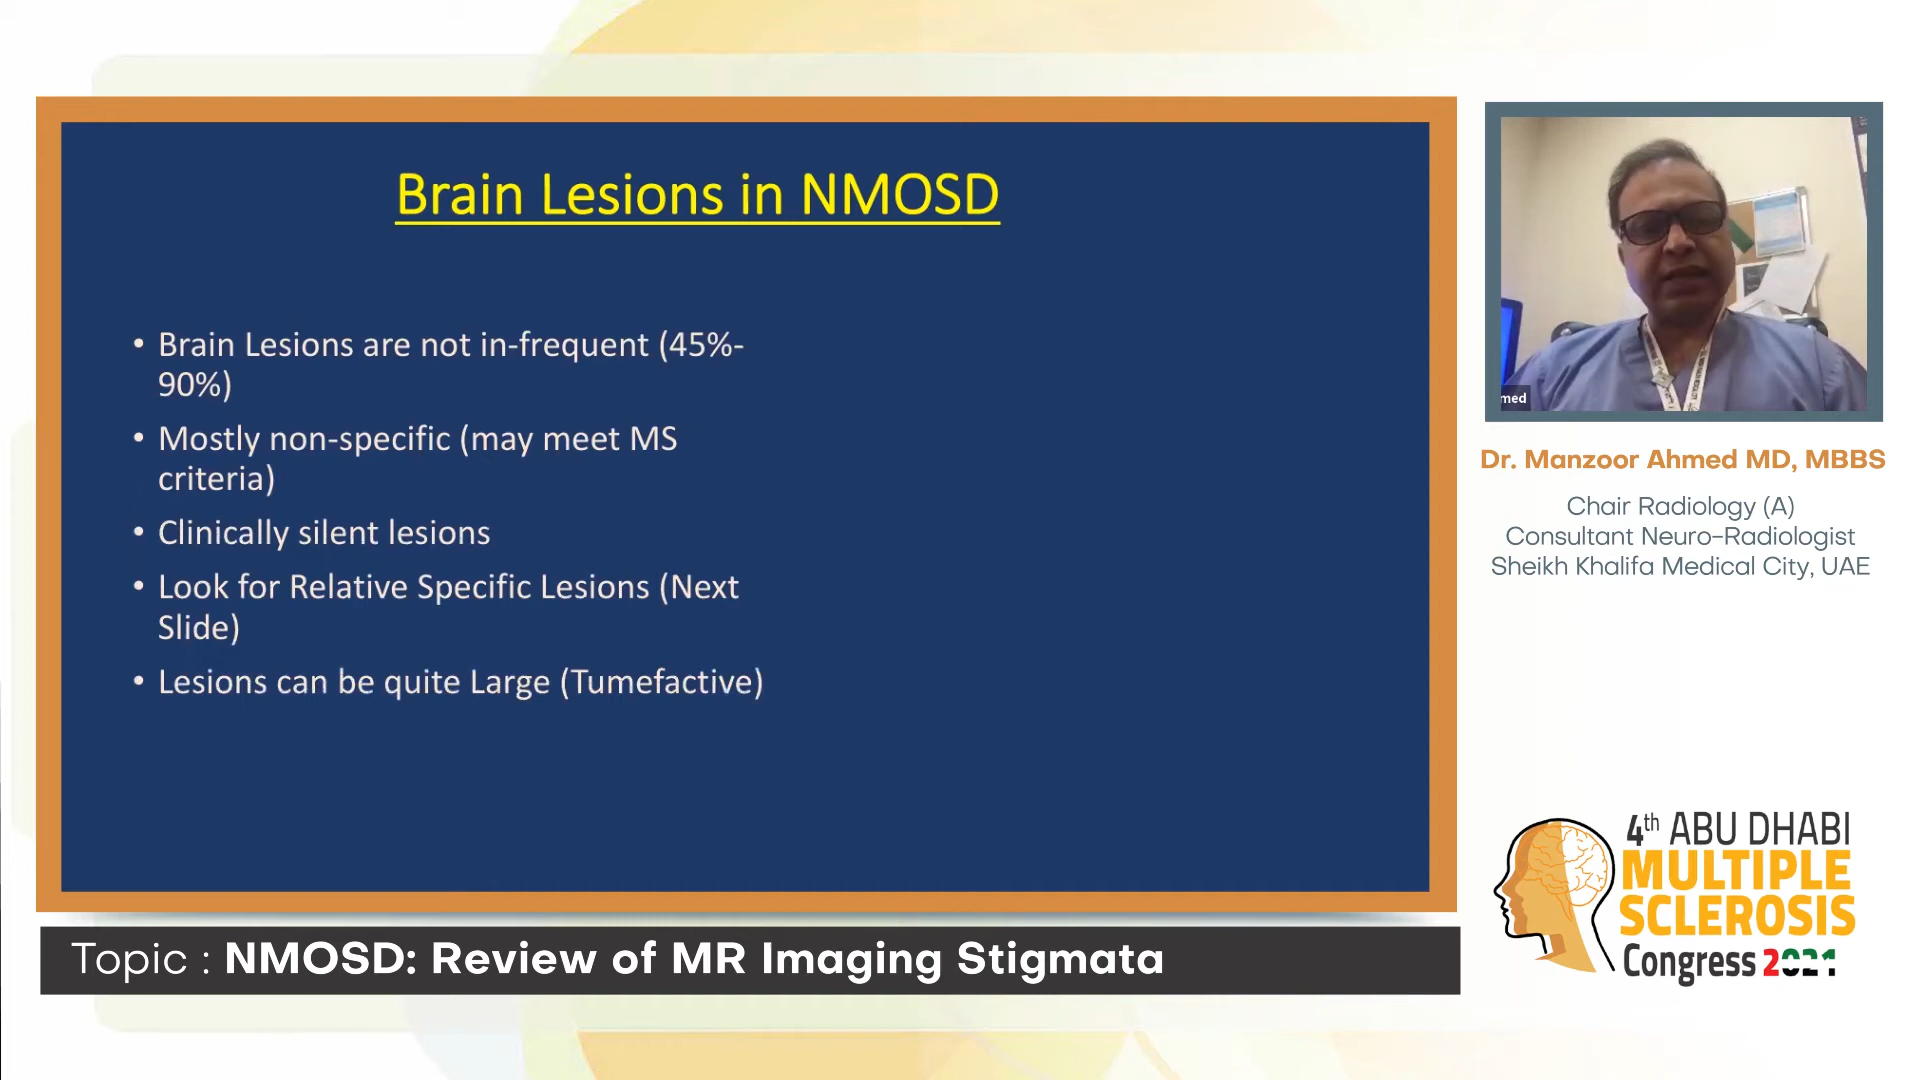 Brain Lesions in NMOSD
• Brain Lesions are not in-frequent (45%-
90%)
• Mostly non-specific (may meet MS
criteria)
• Clinically silent lesions
• Look for Relative Specific Lesions (Next
Slide)
• Lesions can be quite Large (Tumefactive)
Topic : NMOSD: Review of MR Imaging Stigmata
med
Dr. Manzoor Ahmed MD, MBBS
Chair Radiology (A)
Consultant Neuro-Radiologist
Sheikh Khalifa Medical City, UAE
4th ABU DHABI
MULTIPLE
SCLEROSIS
Congress 2021